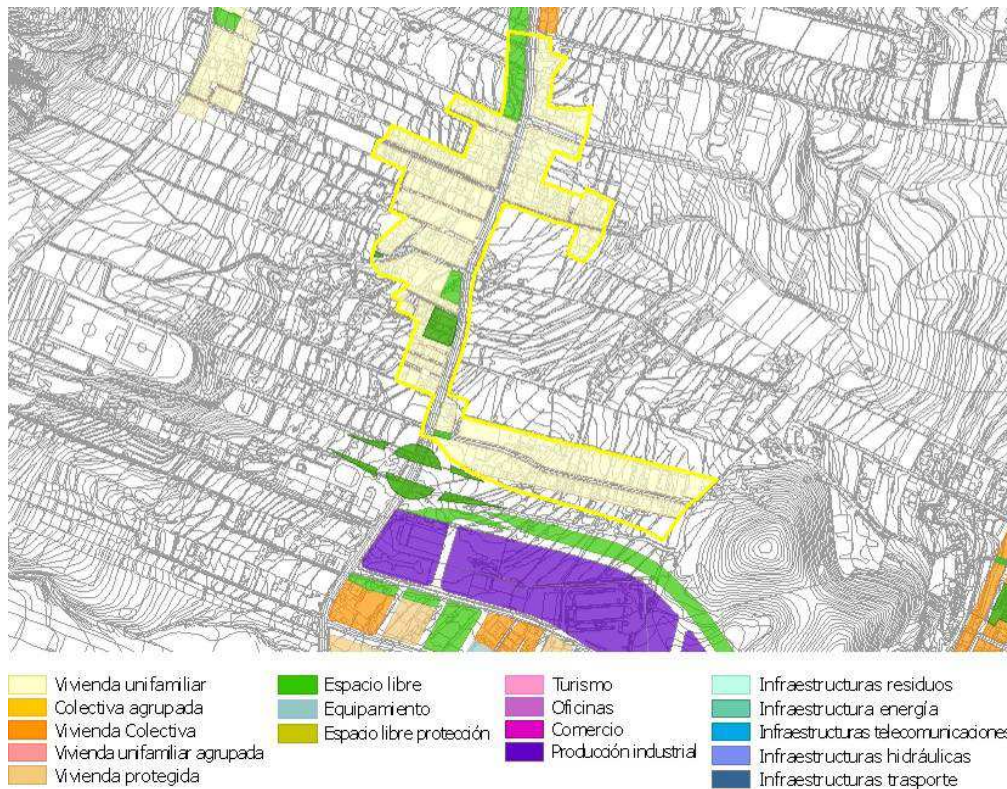 Vivienda unifamiliar
Colectiva agrupada
Vivienda Colectiva
Vivienda unifamiliar agrupada
Vivienda protegida
Espacio libre
Equipamiento
Espacio libre protección
Turismo
Oficinas
Comercio
Producción industrial
Infraestructuras residuos
Infraestructura energía
Infraestructuras telecomunicaciones
Infraestructuras hidráulicas
Infraestructuras trasporte